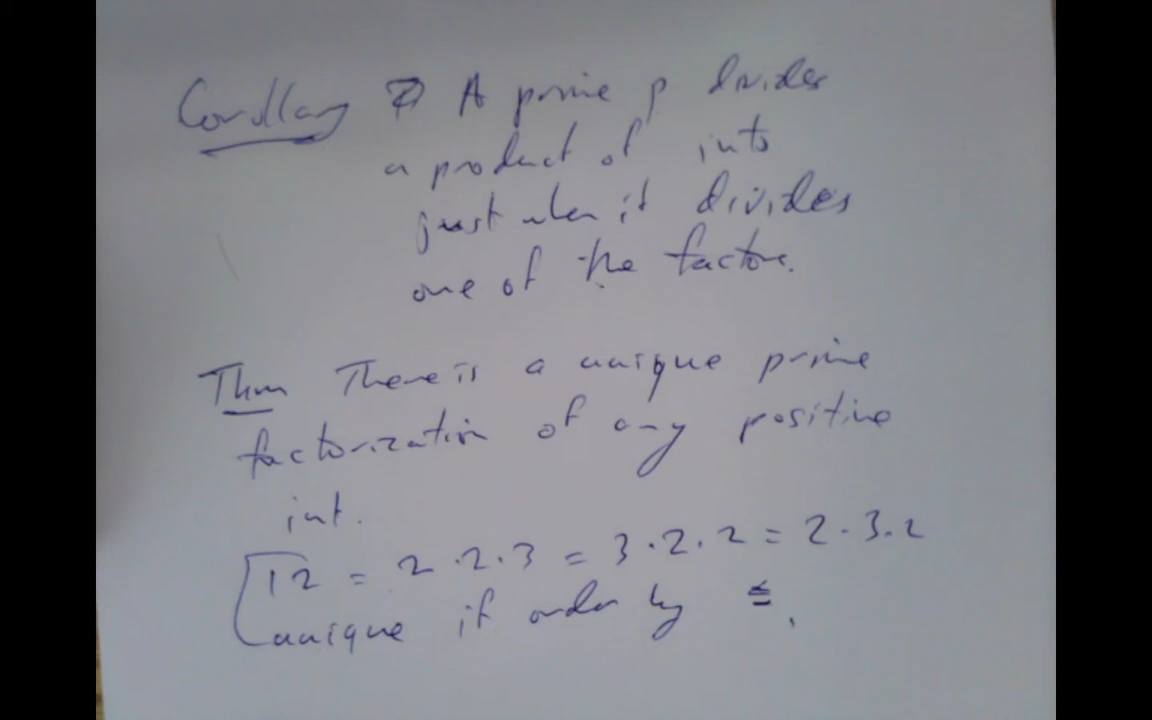 Corollary A prime p divides
a product of ints
just when it divides
one of the factors.
Thm There is a unique prime
factorization of any positive
int.
12 = 2 · 2 · 3 = 3 · 2 · 2 = 2 · 3 · 2
unique if order by ≤.